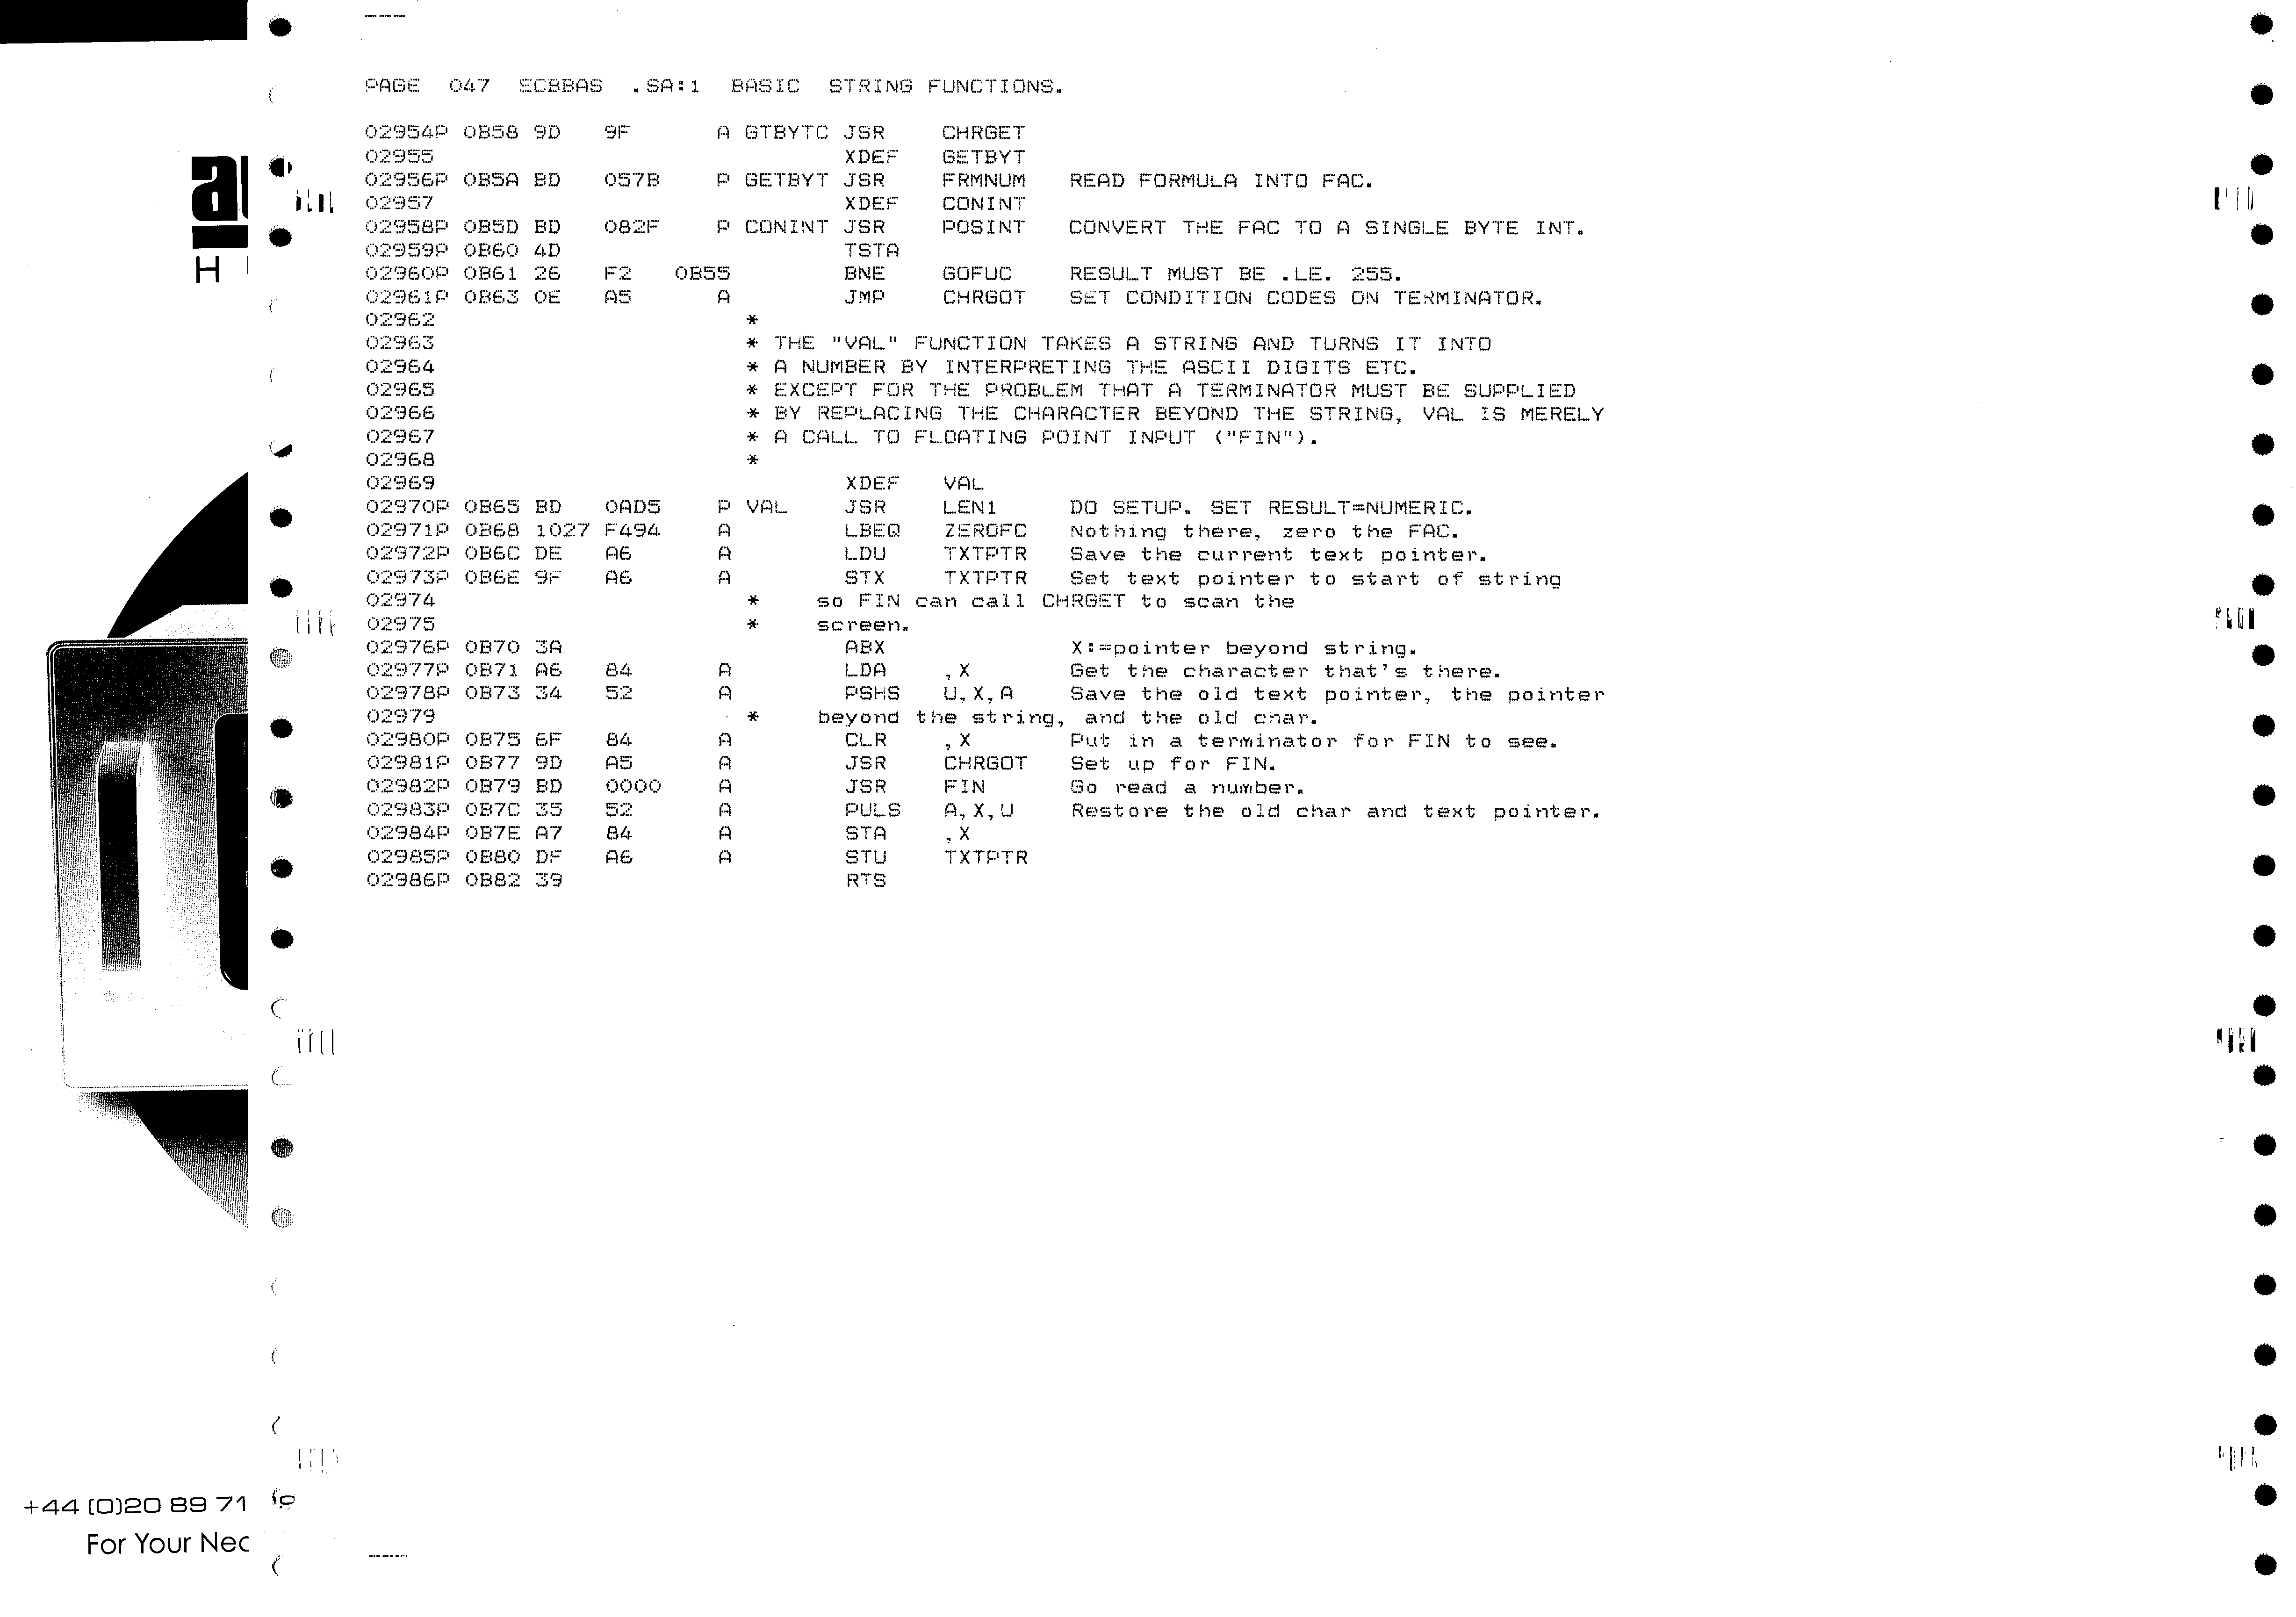 PAGE 047 ECBBAS .SA:1 BASIC STRING FUNCTIONS.
02954P 0B58 9D 9F A GTBYTC JSR CHRGET
02955 XDEF GETBYT
02956P 0B5A BD 057B P GETBYT JSR FRMNUM READ FORMULA INTO FAC.
02957 XDEF CONINT
02958P 0B5D BD 082F P CONINT JSR POSINT CONVERT THE FAC TO A SINGLE BYTE INT.
02959P 0B60 4D TSTA
02960P 0B61 26 F2 0B55 BNE GOFUC RESULT MUST BE .LE. 255.
02961P 0B63 0E A5 A JMP CHRGOT SET CONDITION CODES ON TERMINATOR.
02962 *
02963 * THE "VAL" FUNCTION TAKES A STRING AND TURNS IT INTO
02964 * A NUMBER BY INTERPRETING THE ASCII DIGITS ETC.
02965 * EXCEPT FOR THE PROBLEM THAT A TERMINATOR MUST BE SUPPLIED
02966 * BY REPLACING THE CHARACTER BEYOND THE STRING, VAL IS MERELY
02967 * A CALL TO FLOATING POINT INPUT ("FIN").
02968 *
02969 XDEF VAL
02970P 0B65 BD 0AD5 P VAL JSR LEN1 DO SETUP. SET RESULT=NUMERIC.
02971P 0B68 1027 F494 A LBEQ ZEROFC Nothing there, zero the FAC.
02972P 0B6C DE A6 A LDU TXTPTR Save the current text pointer.
02973P 0B6E 9F A6 A STX TXTPTR Set text pointer to start of string
02974 * so FIN can call CHRGET to scan the
02975 * screen.
02976P 0B70 3A ABX X:=pointer beyond string.
02977P 0B71 A6 84 A LDA ,X Get the character that's there.
02978P 0B73 34 52 A PSHS U,X,A Save the old text pointer, the pointer
02979 * beyond the string, and the old char.
02980P 0B75 6F 84 A CLR ,X Put in a terminator for FIN to see.
02981P 0B77 9D A5 A JSR CHRGOT Set up for FIN.
02982P 0B79 BD 0000 A JSR FIN Go read a number.
02983P 0B7C 35 52 A PULS A,X,U Restore the old char and text pointer.
02984P 0B7E A7 84 A STA ,X
02985P 0B80 DF A6 A STU TXTPTR
02986P 0B82 39 RTS
H
+44 (0)20 89 71
For Your Nec